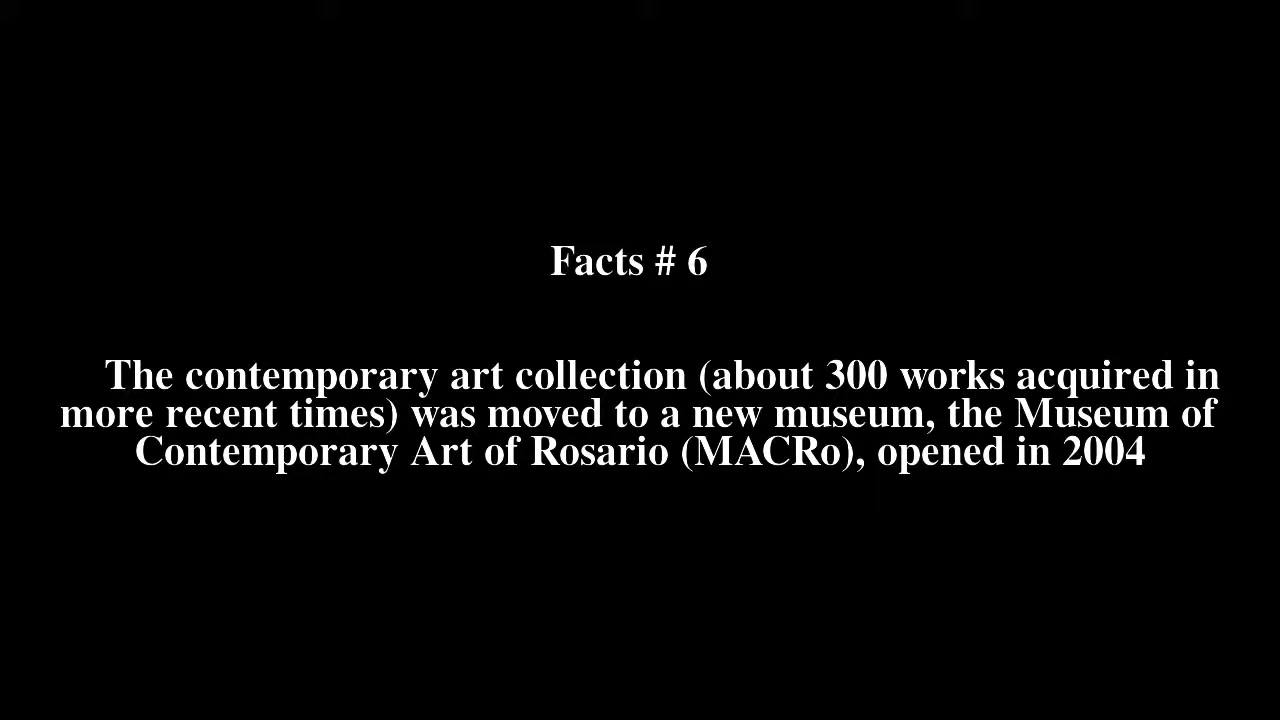 Facts # 6
The contemporary art collection (about 300 works acquired in
more recent times) was moved to a new museum, the Museum of
Contemporary Art of Rosario (MACRo), opened in 2004